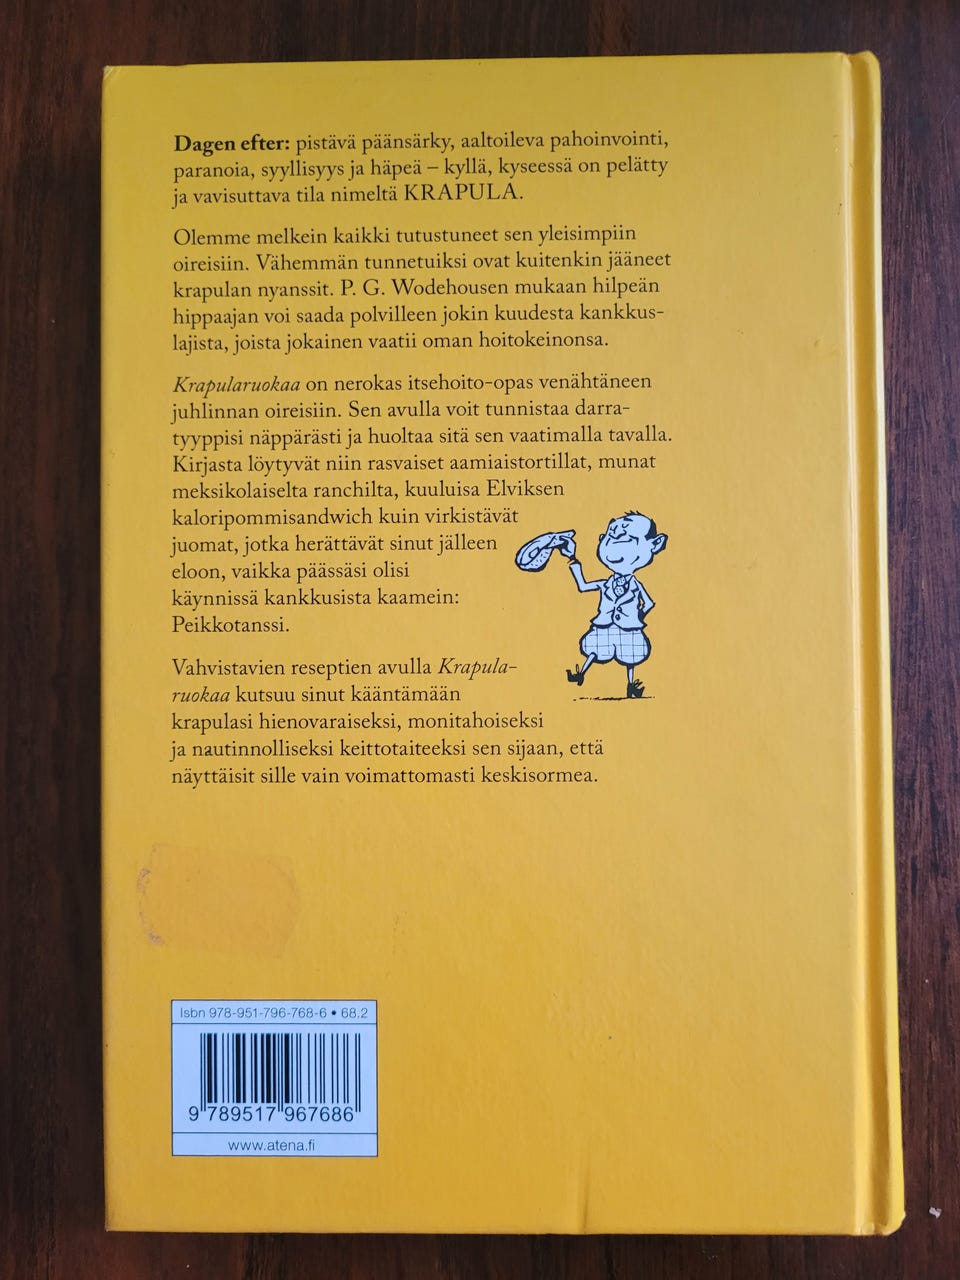 Dagen efter: pistävä päänsärky, aaltoileva pahoinvointi,
paranoia, syyllisyys ja häpeä – kyllä, kyseessä on pelätty
ja vavisuttava tila nimeltä KRAPULA.
Olemme melkein kaikki tutustuneet sen yleisimpiin
oireisiin. Vähemmän tunnetuiksi ovat kuitenkin jääneet
krapulan nyanssit. P. G. Wodehousen mukaan hilpeän
hippaajan voi saada polvilleen jokin kuudesta kankkus-
lajista, joista jokainen vaatii oman hoitokeinonsa.
Krapularuokaa on nerokas itsehoito-opas venähtäneen
juhlinnan oireisiin. Sen avulla voit tunnistaa darra-
tyyppisi näppärästi ja huoltaa sitä sen vaatimalla tavalla.
Kirjasta löytyvät niin rasvaiset aamiaistortillat, munat
meksikolaiselta ranchilta, kuuluisa Elviksen
kaloripommisandwich kuin virkistävät
juomat, jotka herättävät sinut jälleen
eloon, vaikka päässäsi olisi
käynnissä kankkusista kaamein:
Peikkotanssi.
Vahvistavien reseptien avulla Krapula-
ruokaa kutsuu sinut kääntämään
krapulasi hienovaraiseksi, monitahoiseksi
ja nautinnolliseksi keittotaiteeksi sen sijaan, että
näyttäisit sille vain voimattomasti keskisormea.
Isbn 978-951-796-768-6 • 68.2
9 789517 967686
www.atena.fi